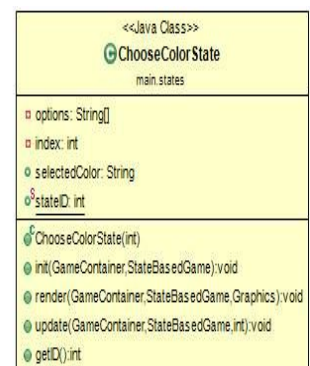 <<Java Class>>
ChooseColorState
main.states
options: String[]
index: int
selectedColor: String
S stateID: int
C ChooseColorState(int)
init(GameContainer,StateBasedGame):void
render(GameContainer,StateBasedGame,Graphics):void
update(GameContainer,StateBasedGame,int):void
getID():int